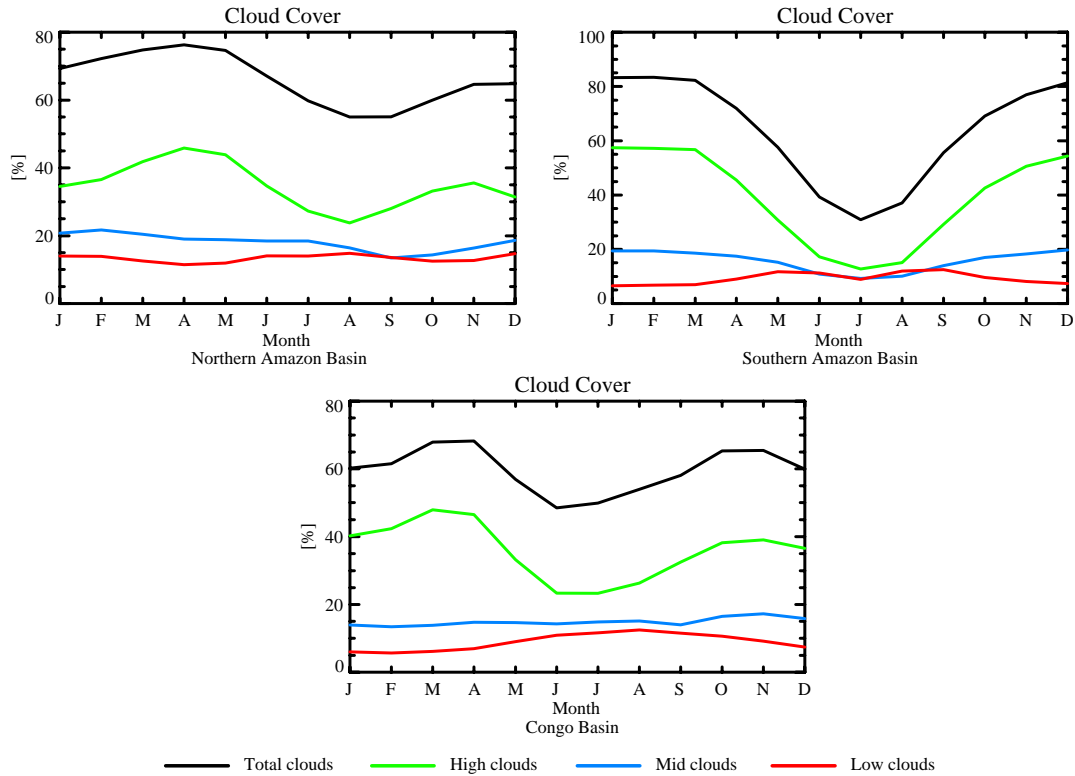 Cloud Cover
80
60
40
20
0
[%]
J F M A M J J A S O N D
Month
Northern Amazon Basin
Cloud Cover
100
80
60
40
20
0
[%]
J F M A M J J A S O N D
Month
Southern Amazon Basin
Cloud Cover
80
60
40
20
0
[%]
J F M A M J J A S O N D
Month
Congo Basin
Total clouds High clouds Mid clouds Low clouds